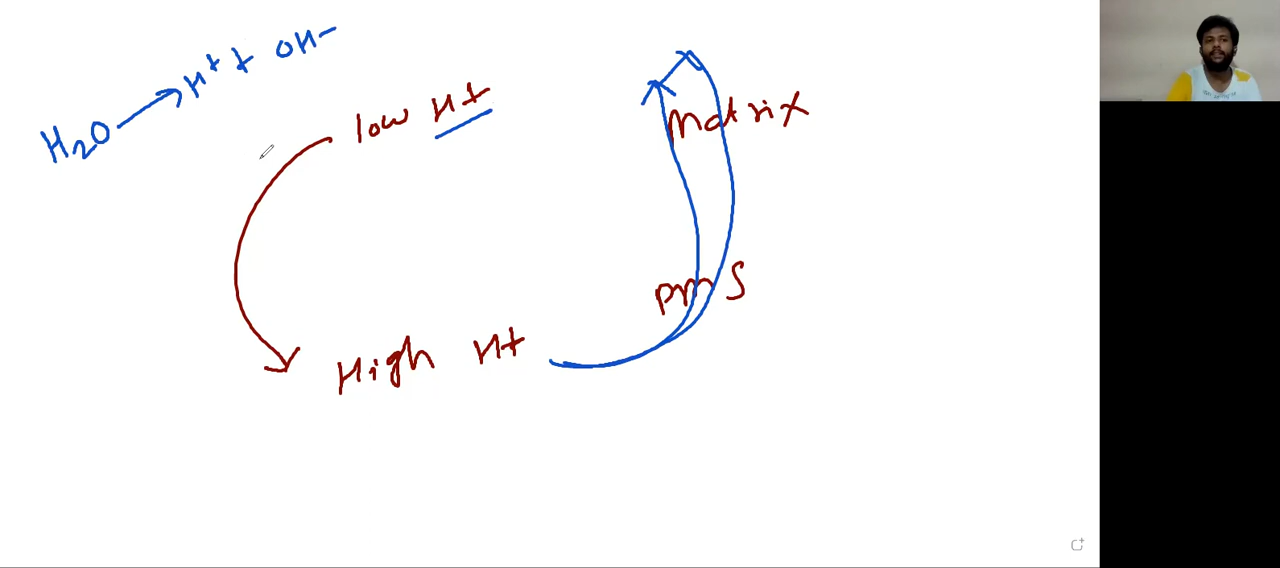 H2O → H+ + OH-
low H+
Matrix
PMS
High H+